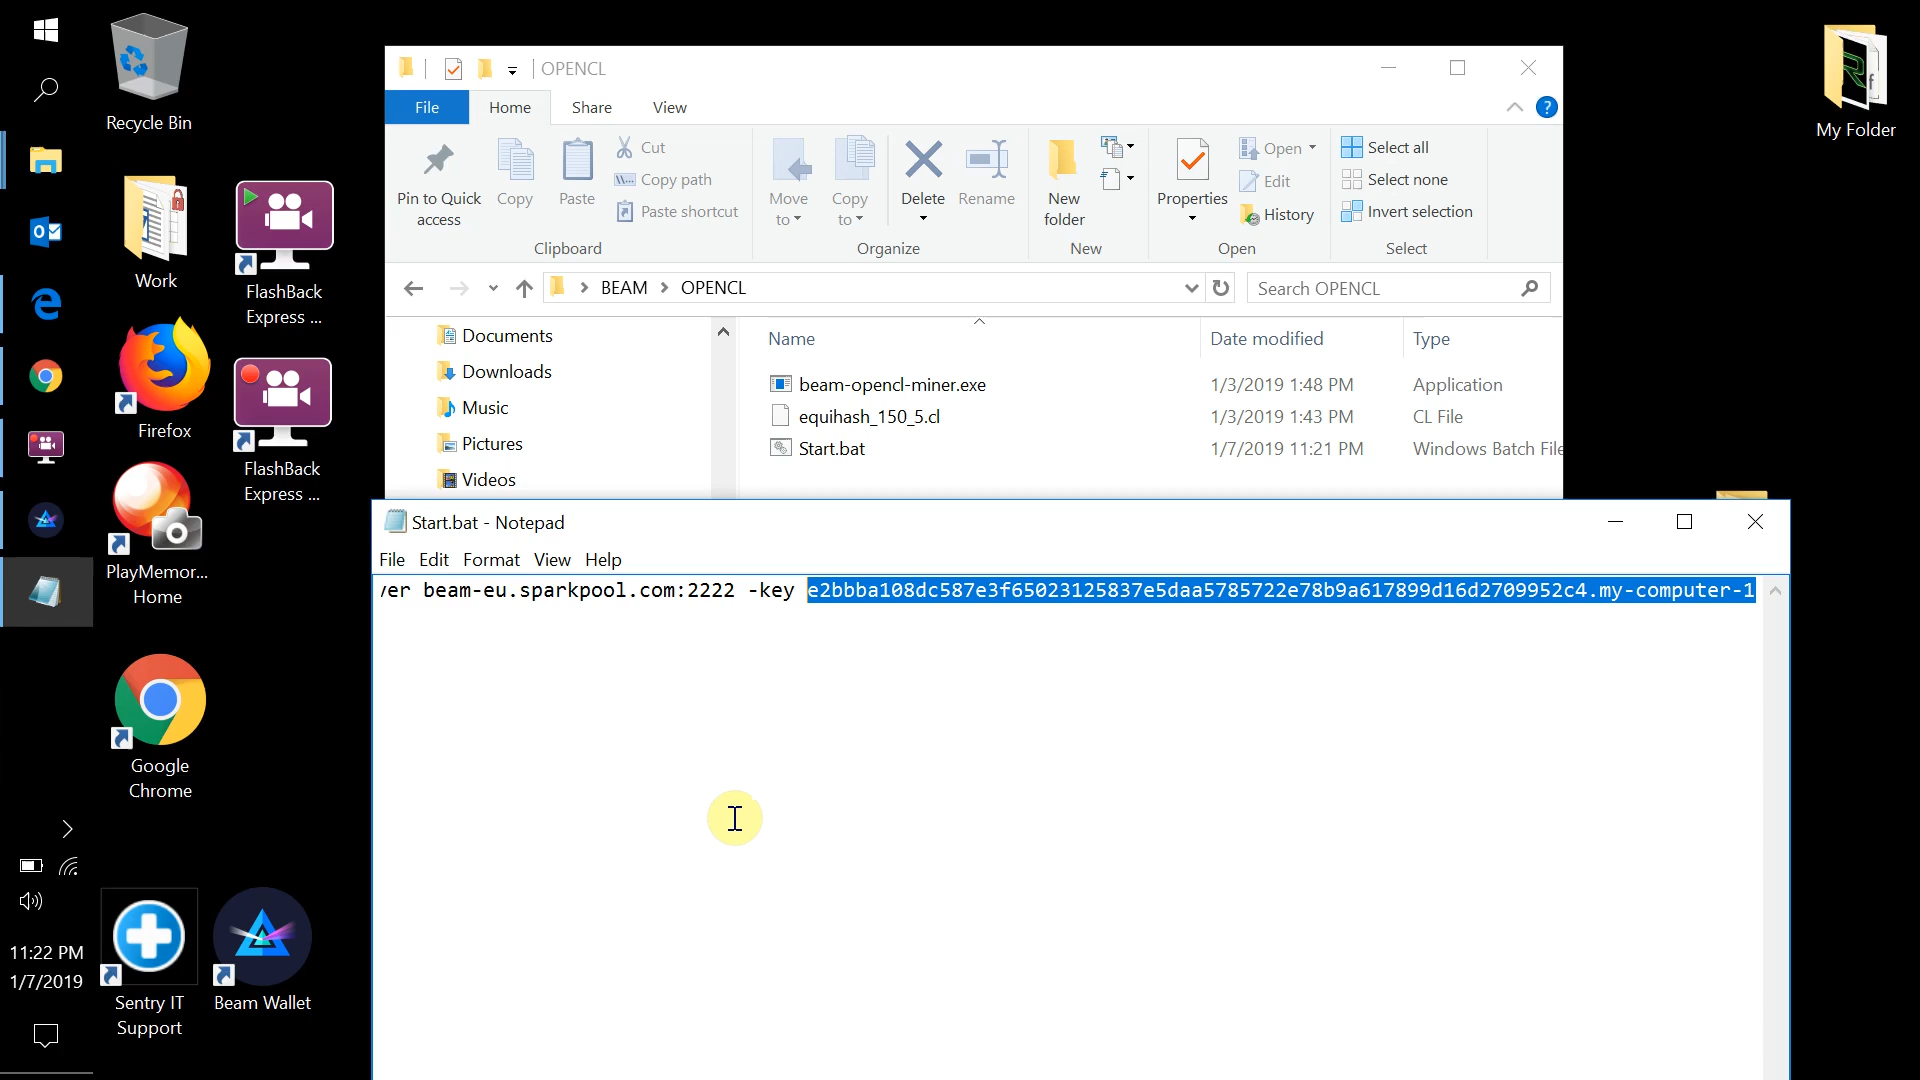 Recycle Bin
Work
FlashBack
Express ...
Firefox
FlashBack
Express ...
PlayMemor...
Home
Google
Chrome
Sentry IT
Support
Beam Wallet
My Folder
11:22 PM
1/7/2019
OPENCL
File Home Share View
Pin to Quick
access
Copy
Paste
Cut
Copy path
Paste shortcut
Clipboard
Move
to
Copy
to
Delete
Rename
Organize
New
folder
New
Properties
Open
Edit
History
Open
Select all
Select none
Invert selection
Select
BEAM > OPENCL
Search OPENCL
Documents
Downloads
Music
Pictures
Videos
Name Date modified Type
beam-opencl-miner.exe 1/3/2019 1:48 PM Application
equihash_150_5.cl 1/3/2019 1:43 PM CL File
Start.bat 1/7/2019 11:21 PM Windows Batch File
Start.bat - Notepad
File Edit Format View Help
ver beam-eu.sparkpool.com:2222 -key e2bbba108dc587e3f65023125837e5daa5785722e78b9a617899d16d2709952c4.my-computer-1